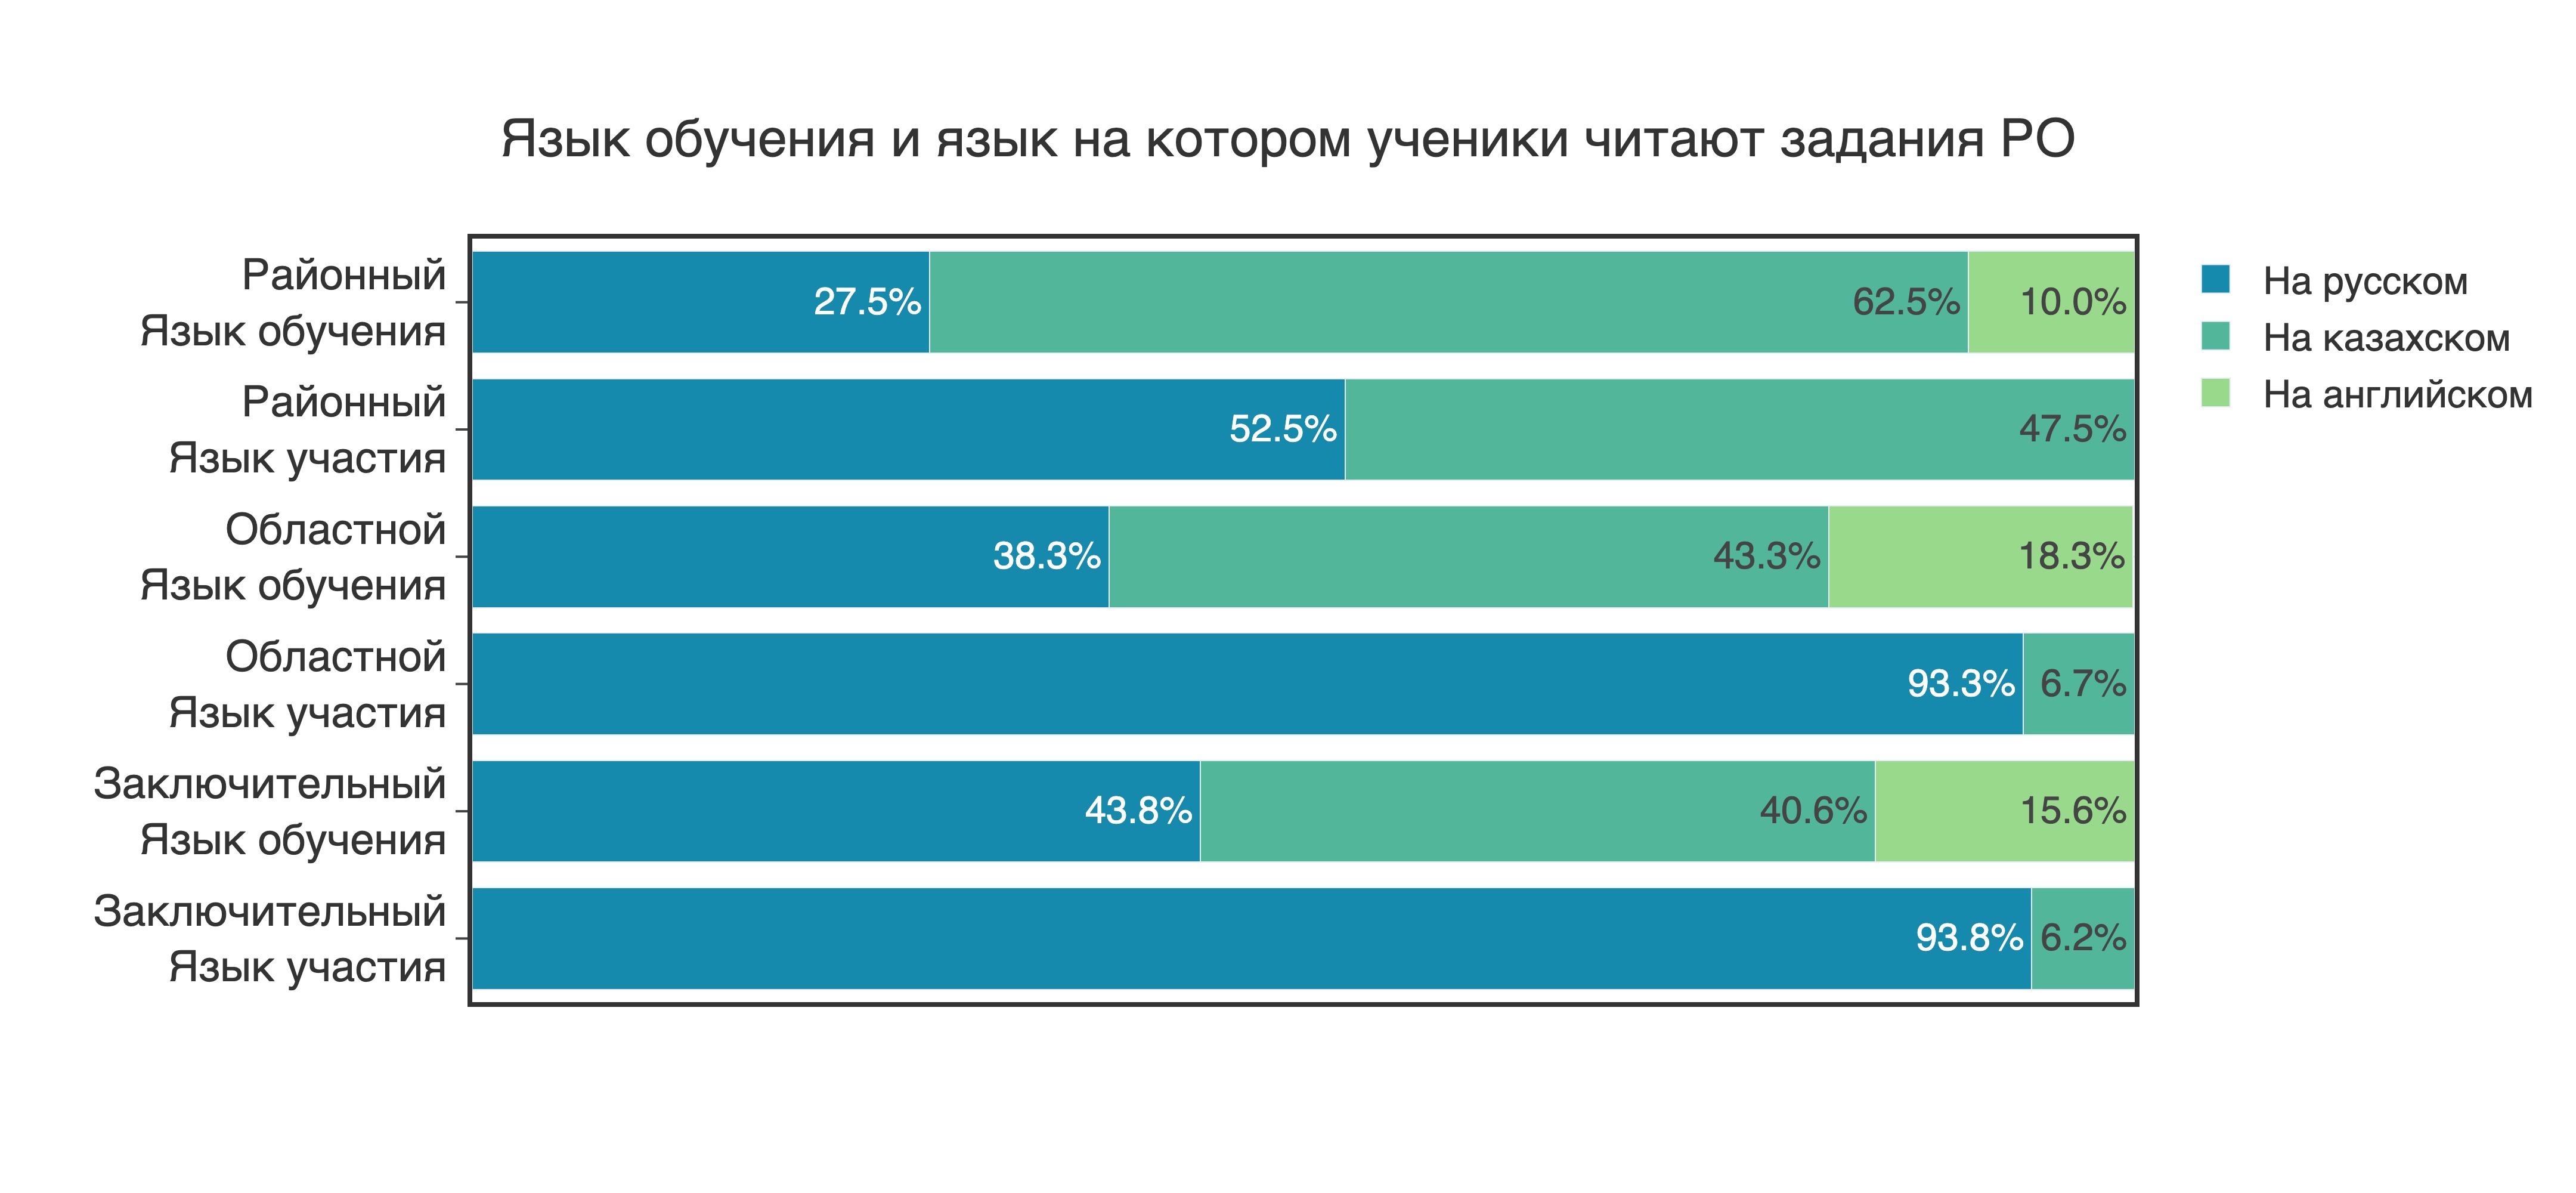 Язык обучения и язык на котором ученики читают задания РО
Районный
Язык обучения
27.5%
62.5%
10.0%
Районный
Язык участия
52.5%
47.5%
Областной
Язык обучения
38.3%
43.3%
18.3%
Областной
Язык участия
93.3%
6.7%
Заключительный
Язык обучения
43.8%
40.6%
15.6%
Заключительный
Язык участия
93.8%
6.2%
На русском
На казахском
На английском